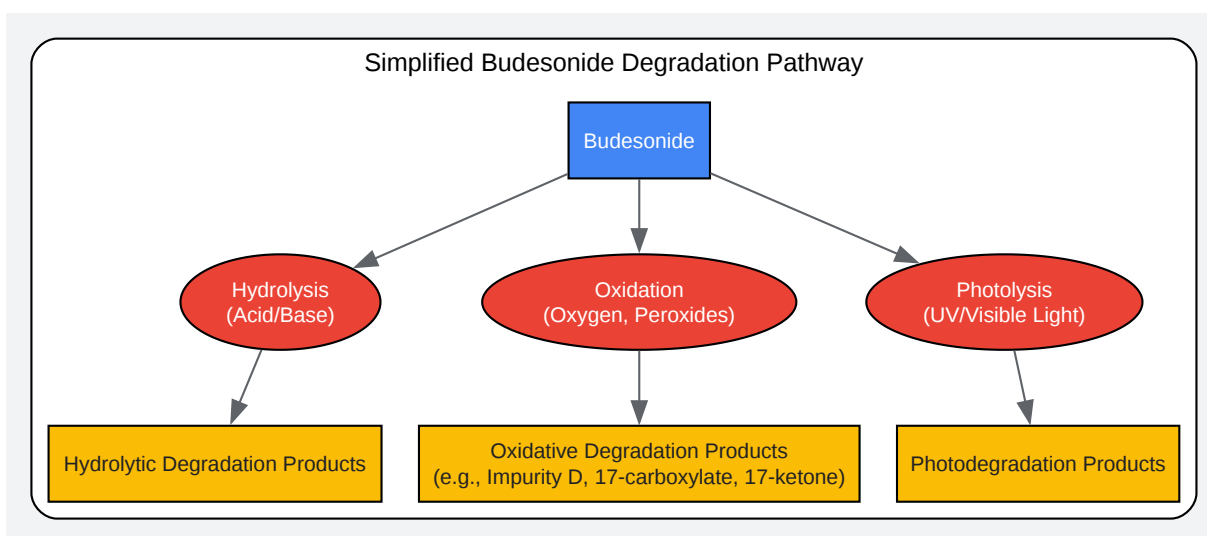 Simplified Budesonide Degradation Pathway
Budesonide
Hydrolysis
(Acid/Base)
Oxidation
(Oxygen, Peroxides)
Photolysis
(UV/Visible Light)
Hydrolytic Degradation Products
Oxidative Degradation Products
(e.g., Impurity D, 17-carboxylate, 17-ketone)
Photodegradation Products